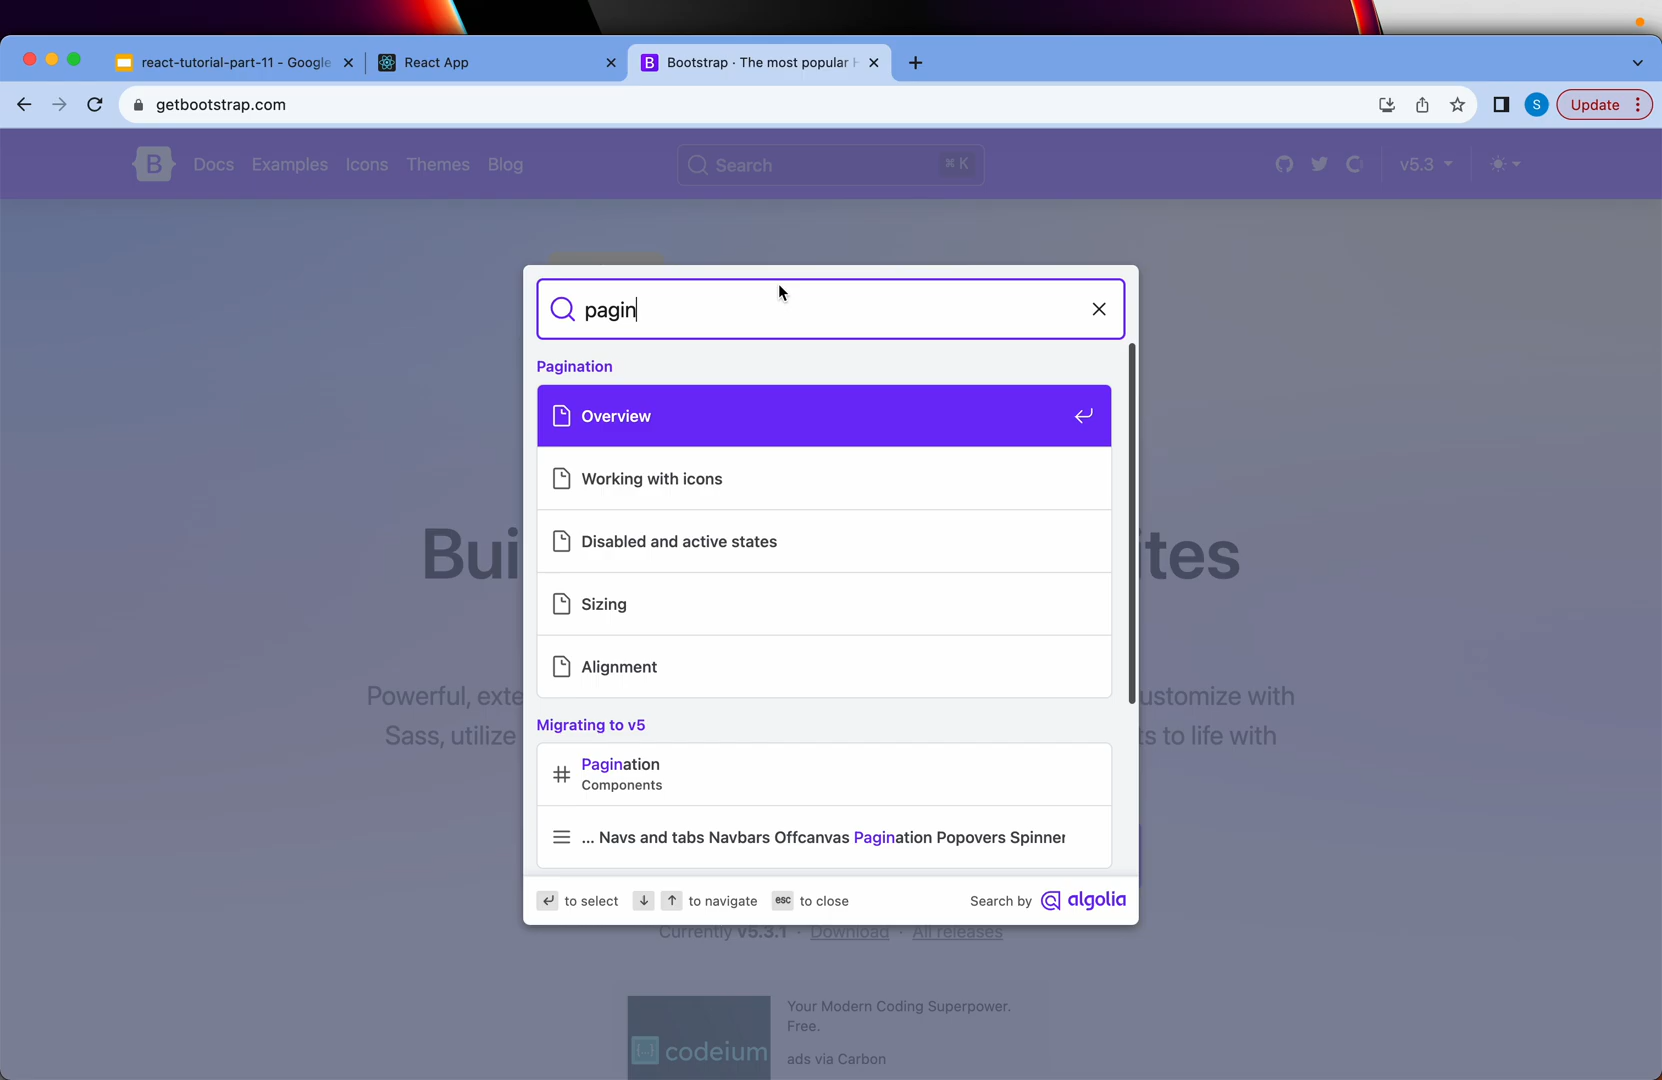 react-tutorial-part-11 - Google
React App
Bootstrap · The most popular
getbootstrap.com
S
Update
B
Docs
Examples
Icons
Themes
Blog
Search
⌘ K
v5.3
pagin
Pagination
Overview
Working with icons
Disabled and active states
Sizing
Alignment
Migrating to v5
Pagination
Components
... Navs and tabs Navbars Offcanvas Pagination Popovers Spinner
to select
to navigate
esc to close
Search by algolia
Bui
ites
Powerful, exte
ustomize with
Sass, utilize
ts to life with
Currently v5.3.1 · Download · All releases
Your Modern Coding Superpower.
Free.
codeium
ads via Carbon